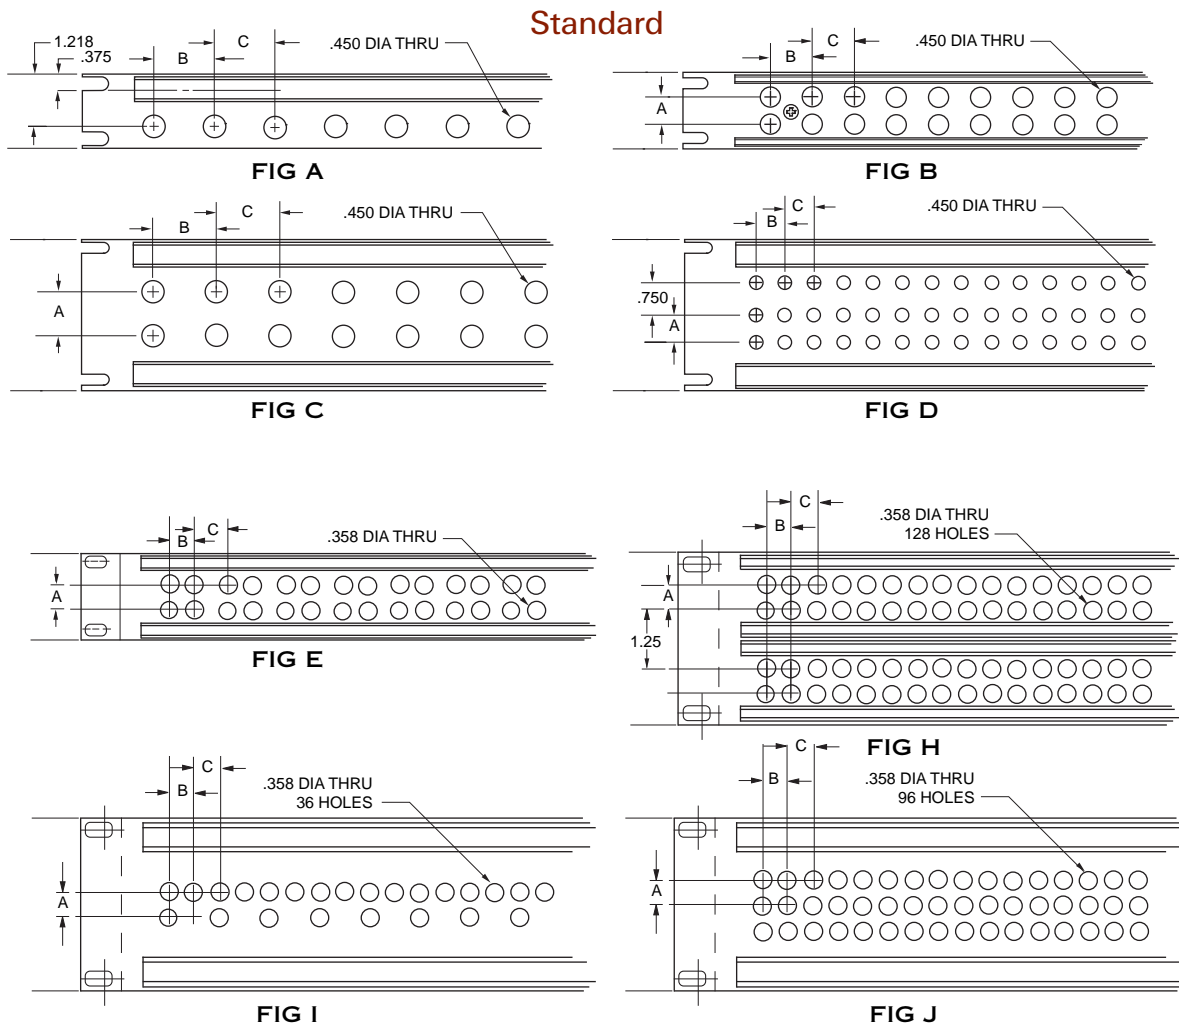 Standard
1.218
.375
B
C
.450 DIA THRU
FIG A
A
B
C
.450 DIA THRU
FIG B
A
B
C
.450 DIA THRU
FIG C
.750
A
B
C
.450 DIA THRU
FIG D
A
B
C
.358 DIA THRU
FIG E
A
1.25
B
C
.358 DIA THRU
128 HOLES
FIG H
A
B
C
.358 DIA THRU
36 HOLES
FIG I
A
B
C
.358 DIA THRU
96 HOLES
FIG J